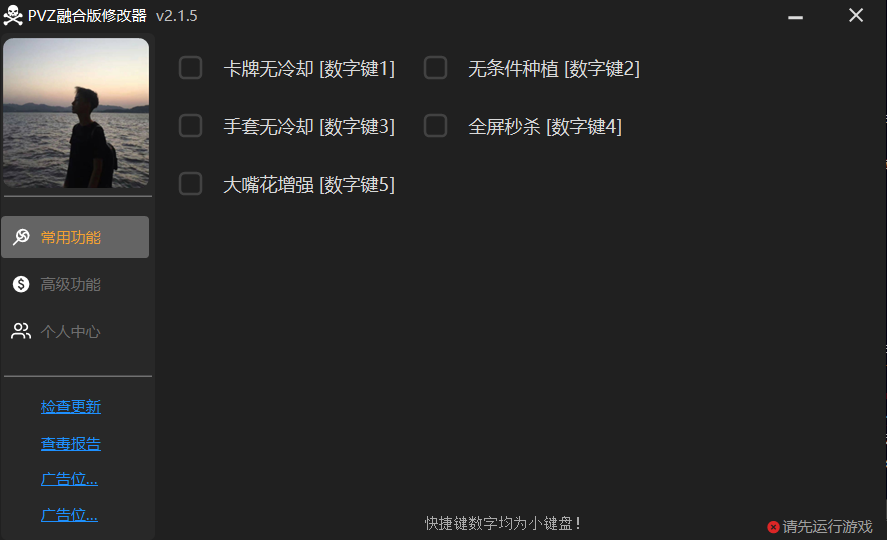 PVZ融合版修改器 v2.1.5
卡牌无冷却 [数字键1] 无条件种植 [数字键2]
手套无冷却 [数字键3] 全屏秒杀 [数字键4]
大嘴花增强 [数字键5]
常用功能
高级功能
个人中心
检查更新
查毒报告
广告位...
广告位...
快捷键数字均为小键盘!
请先运行游戏